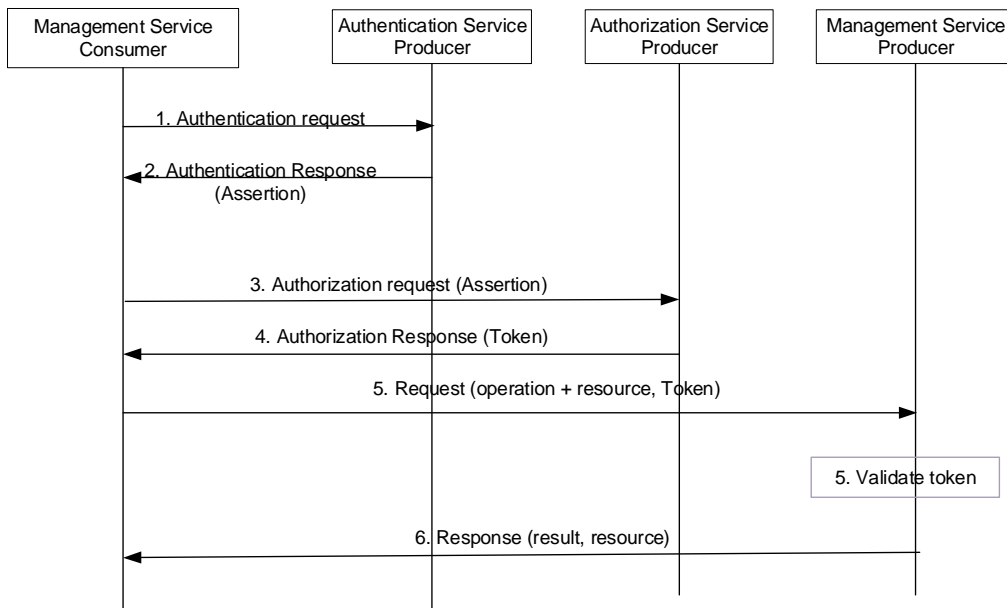 Management Service
Consumer
Authentication Service
Producer
Authorization Service
Producer
Management Service
Producer
1. Authentication request
2. Authentication Response
(Assertion)
3. Authorization request (Assertion)
4. Authorization Response (Token)
5. Request (operation + resource, Token)
5. Validate token
6. Response (result, resource)